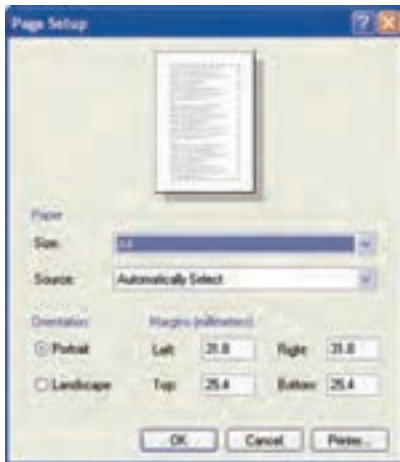 Page Setup
Paper
Size: A4
Source: Automatically Select
Orientation Margins (millimeters)
Portrait Left: 31.8 Right: 31.8
Landscape Top: 25.4 Bottom: 25.4
OK Cancel Printer...